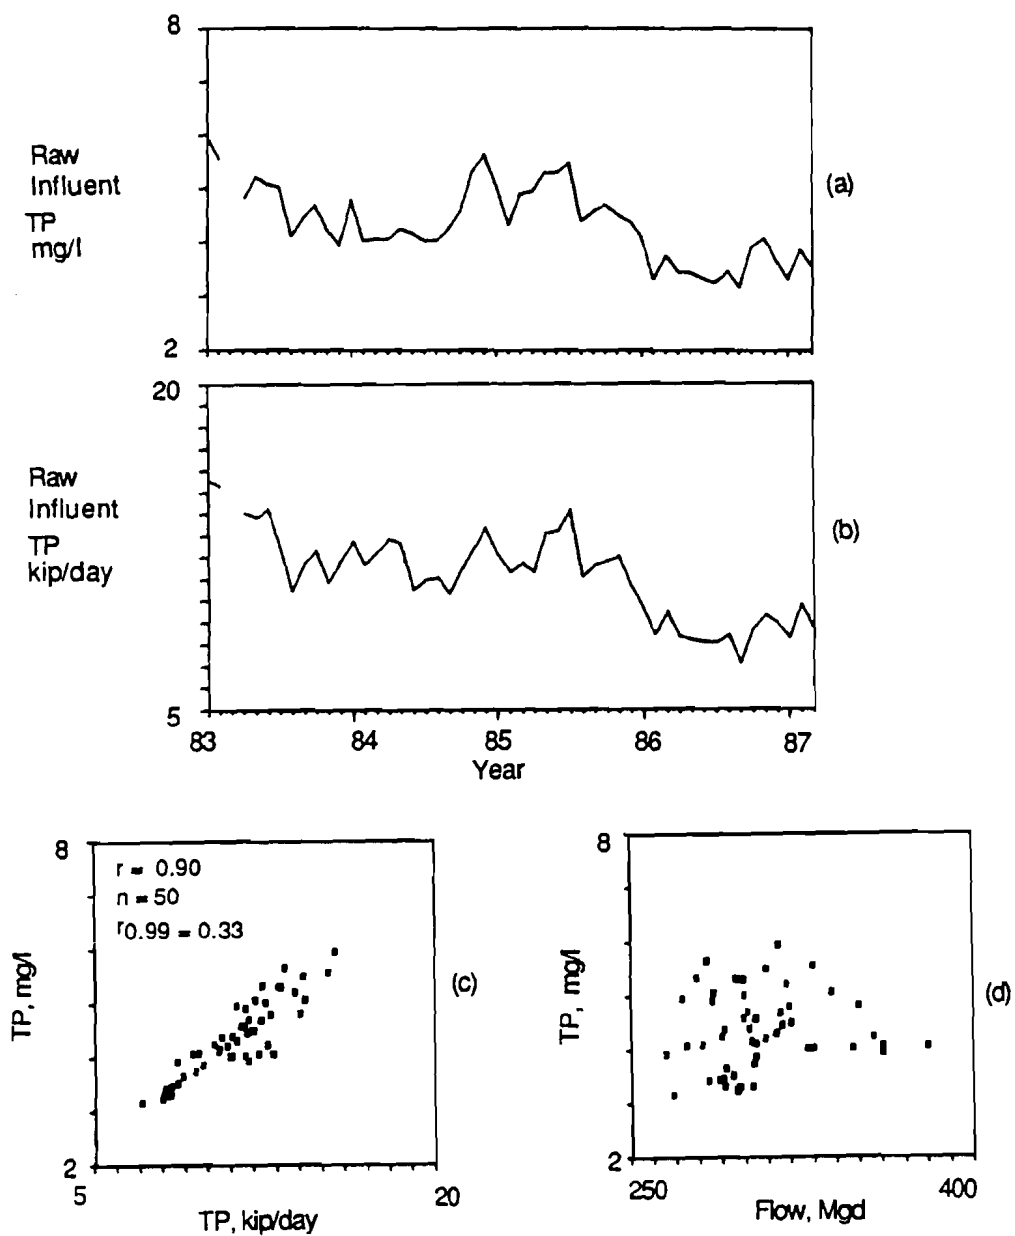 8
Raw
Influent
TP
mg/l
(a)
2
20
Raw
Influent
TP
kip/day
(b)
5
83 84 85 86 87
Year
8
r = 0.90
n = 50
r0.99 = 0.33
TP, mg/l
(c)
2
5 20
TP, kip/day
8
TP, mg/l
(d)
2
250 400
Flow, Mgd